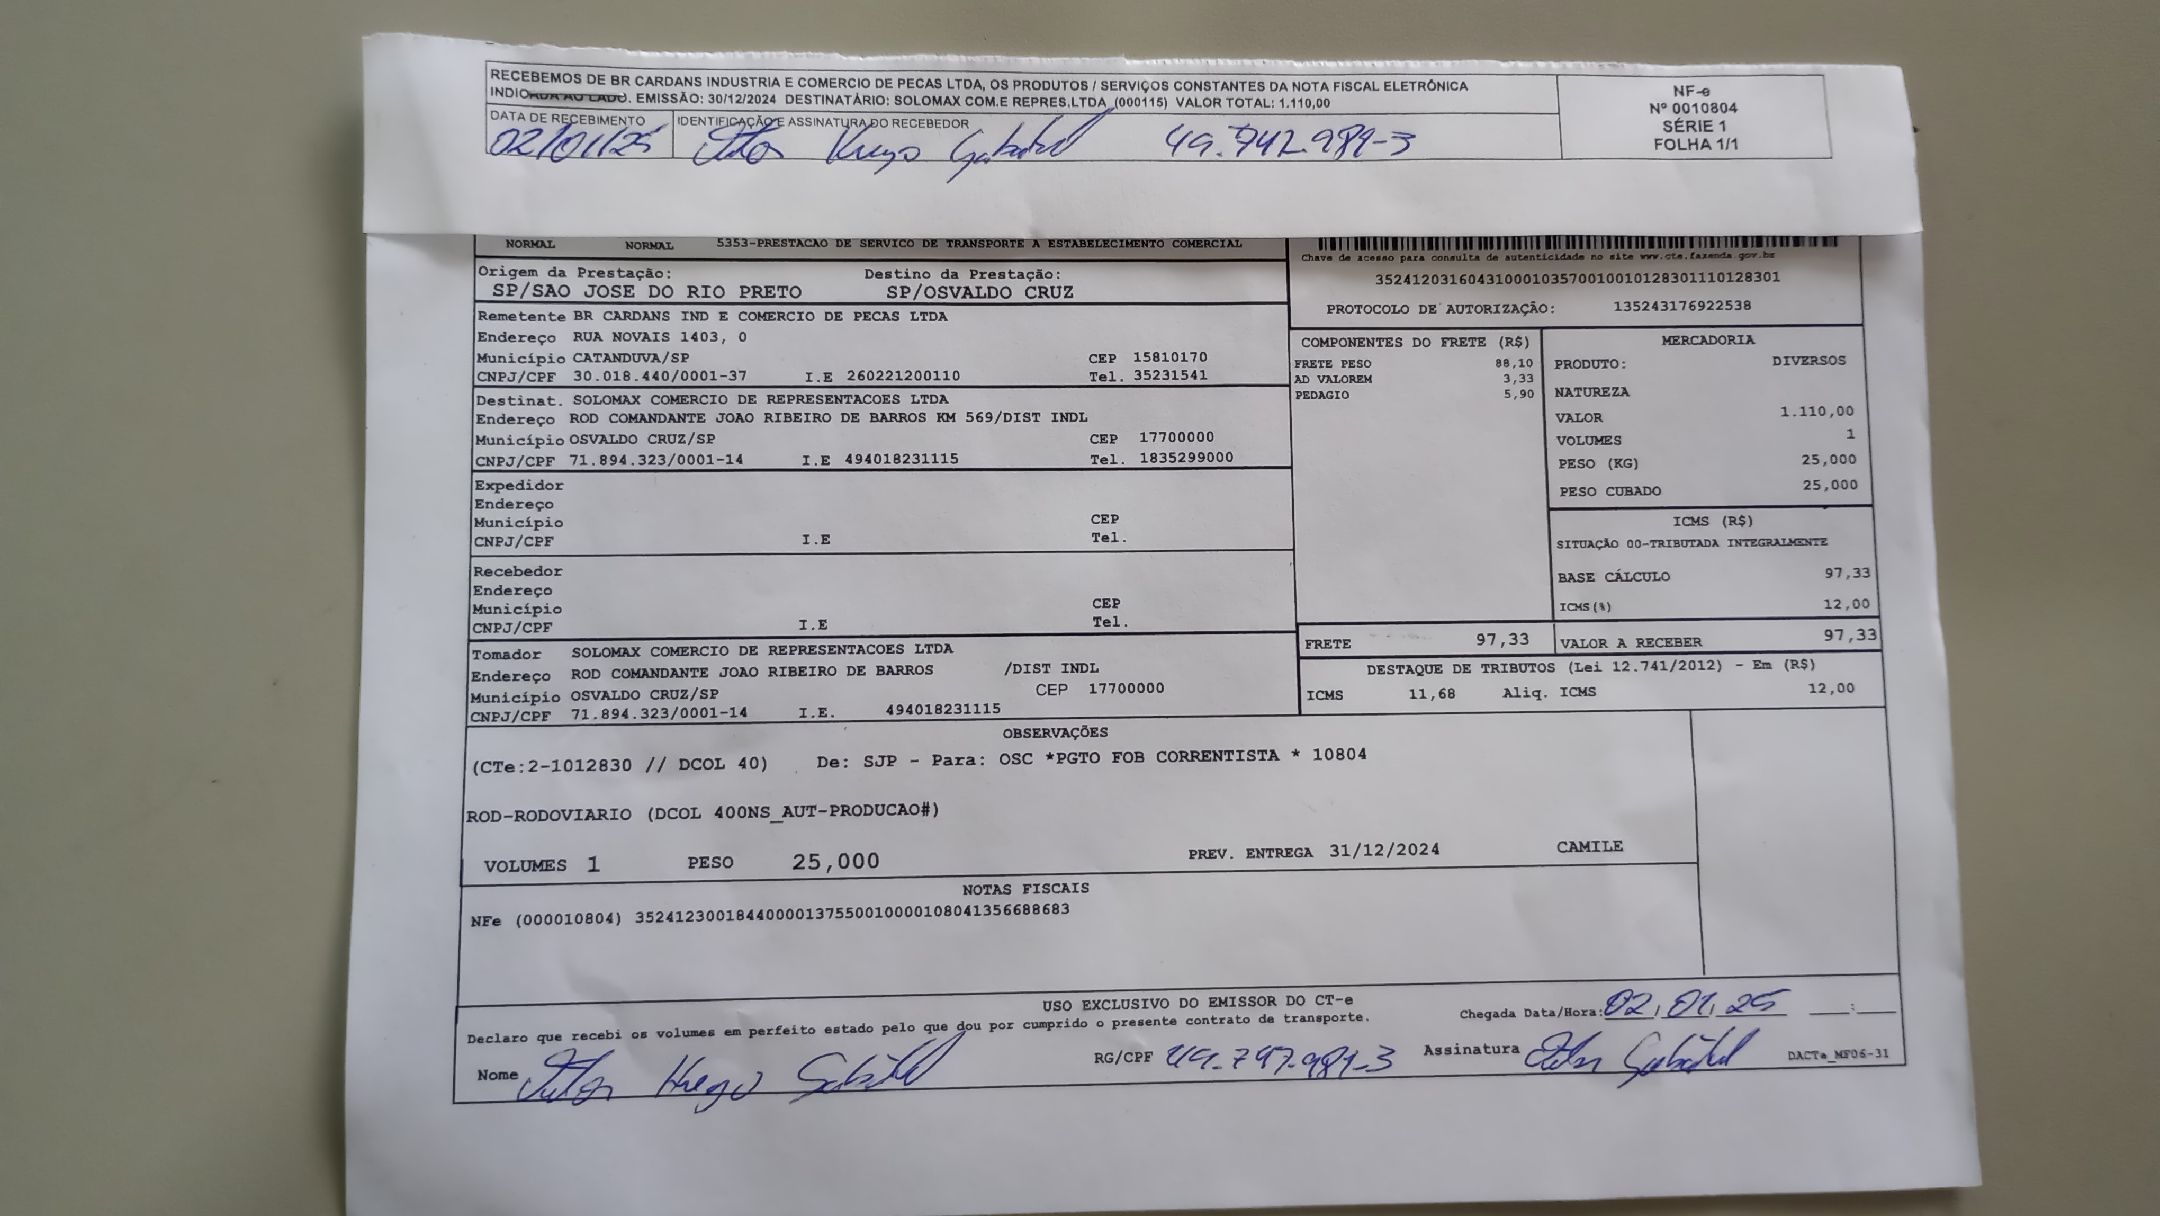 RECEBEMOS DE BR CARDANS INDUSTRIA E COMERCIO DE PECAS LTDA, OS PRODUTOS / SERVIÇOS CONSTANTES DA NOTA FISCAL ELETRÔNICA
INDICADA AO LADO. EMISSÃO: 30/12/2024 DESTINATÁRIO: SOLOMAX COM.E REPRES,LTDA (000115) VALOR TOTAL: 1.110,00
DATA DE RECEBIMENTO IDENTIFICAÇÃO E ASSINATURA DO RECEBEDOR
02/01/25 49.742.989-3
NF-e
Nº 0010804
SÉRIE 1
FOLHA 1/1
NORMAL NORMAL 5353-PRESTACAO DE SERVICO DE TRANSPORTE A ESTABELECIMENTO COMERCIAL
Chave de acesso para consulta de autenticidade no site www.cte.fazenda.gov.br
35241203160431000103570010010128301110128301
PROTOCOLO DE AUTORIZAÇÃO: 135243176922538
Origem da Prestação: Destino da Prestação:
SP/SAO JOSE DO RIO PRETO SP/OSVALDO CRUZ
Remetente BR CARDANS IND E COMERCIO DE PECAS LTDA
Endereço RUA NOVAIS 1403, 0
Município CATANDUVA/SP CEP 15810170
CNPJ/CPF 30.018.440/0001-37 I.E 260221200110 Tel. 35231541
Destinat. SOLOMAX COMERCIO DE REPRESENTACOES LTDA
Endereço ROD COMANDANTE JOAO RIBEIRO DE BARROS KM 569/DIST INDL
Município OSVALDO CRUZ/SP CEP 17700000
CNPJ/CPF 71.894.323/0001-14 I.E 494018231115 Tel. 1835299000
Expedidor
Endereço
Município CEP
CNPJ/CPF I.E Tel.
Recebedor
Endereço
Município CEP
CNPJ/CPF I.E Tel.
Tomador SOLOMAX COMERCIO DE REPRESENTACOES LTDA
Endereço ROD COMANDANTE JOAO RIBEIRO DE BARROS /DIST INDL
Município OSVALDO CRUZ/SP CEP 17700000
CNPJ/CPF 71.894.323/0001-14 I.E. 494018231115
COMPONENTES DO FRETE (R$)
FRETE PESO 88,10
AD VALOREM 3,33
PEDAGIO 5,90
MERCADORIA
PRODUTO: DIVERSOS
NATUREZA
VALOR 1.110,00
VOLUMES 1
PESO (KG) 25,000
PESO CUBADO 25,000
ICMS (R$)
SITUAÇÃO 00-TRIBUTADA INTEGRALMENTE
BASE CÁLCULO 97,33
ICMS(%) 12,00
FRETE 97,33 VALOR A RECEBER 97,33
DESTAQUE DE TRIBUTOS (Lei 12.741/2012) - Em (R$)
ICMS 11,68 Aliq. ICMS 12,00
OBSERVAÇÕES
(CTe:2-1012830 // DCOL 40) De: SJP - Para: OSC *PGTO FOB CORRENTISTA * 10804
ROD-RODOVIARIO (DCOL 400NS_AUT-PRODUCAO#)
VOLUMES 1 PESO 25,000 PREV. ENTREGA 31/12/2024 CAMILE
NOTAS FISCAIS
NFe (000010804) 35241230018440000137550010000108041356688683
USO EXCLUSIVO DO EMISSOR DO CT-e
Declaro que recebi os volumes em perfeito estado pelo que dou por cumprido o presente contrato de transporte. Chegada Data/Hora: 02,01,25 __:__
Nome RG/CPF Assinatura DACTe_MF06-31